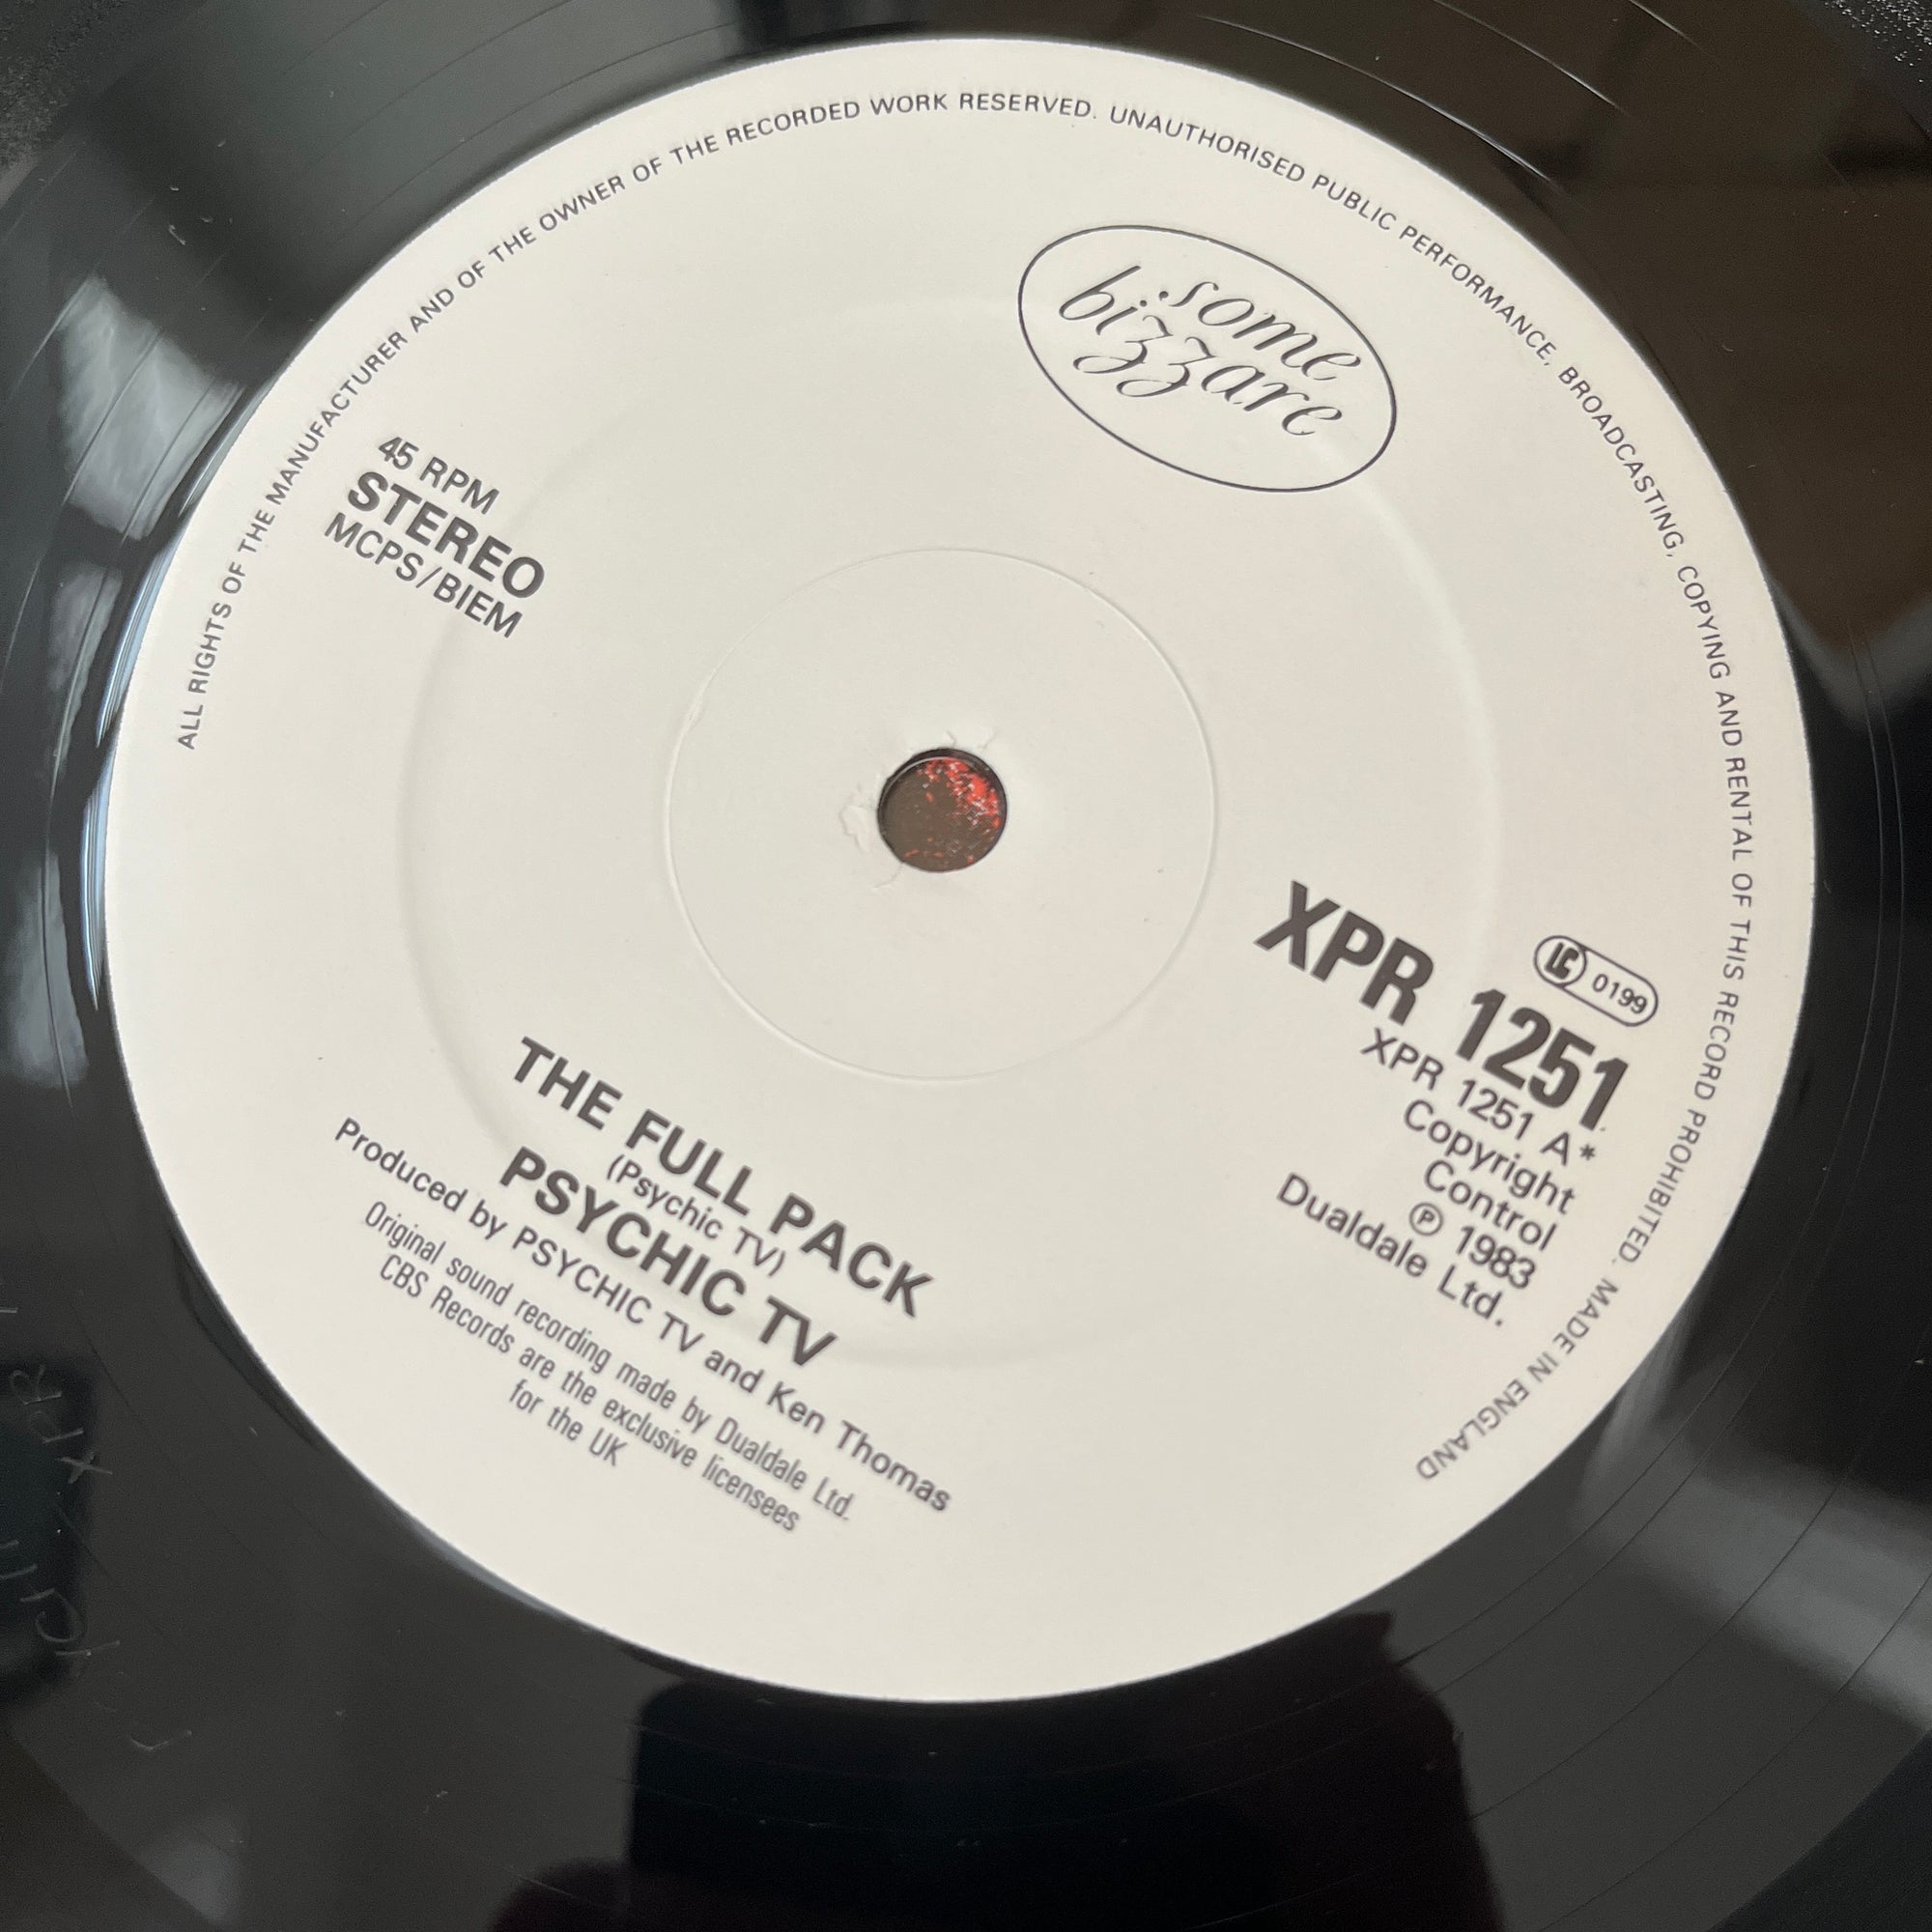 ALL RIGHTS OF THE MANUFACTURER AND OF THE OWNER OF THE RECORDED WORK RESERVED. UNAUTHORISED PUBLIC PERFORMANCE, BROADCASTING, COPYING AND RENTAL OF THIS RECORD PROHIBITED. MADE IN ENGLAND
some
bïzzare
45 RPM
STEREO
MCPS/BIEM
LC 0199
XPR 1251
XPR 1251 A*
Copyright
Control
Ⓟ 1983
Dualdale Ltd.
THE FULL PACK
(Psychic TV)
PSYCHIC TV
Produced by PSYCHIC TV and Ken Thomas
Original sound recording made by Dualdale Ltd.
CBS Records are the exclusive licensees
for the UK
XPR